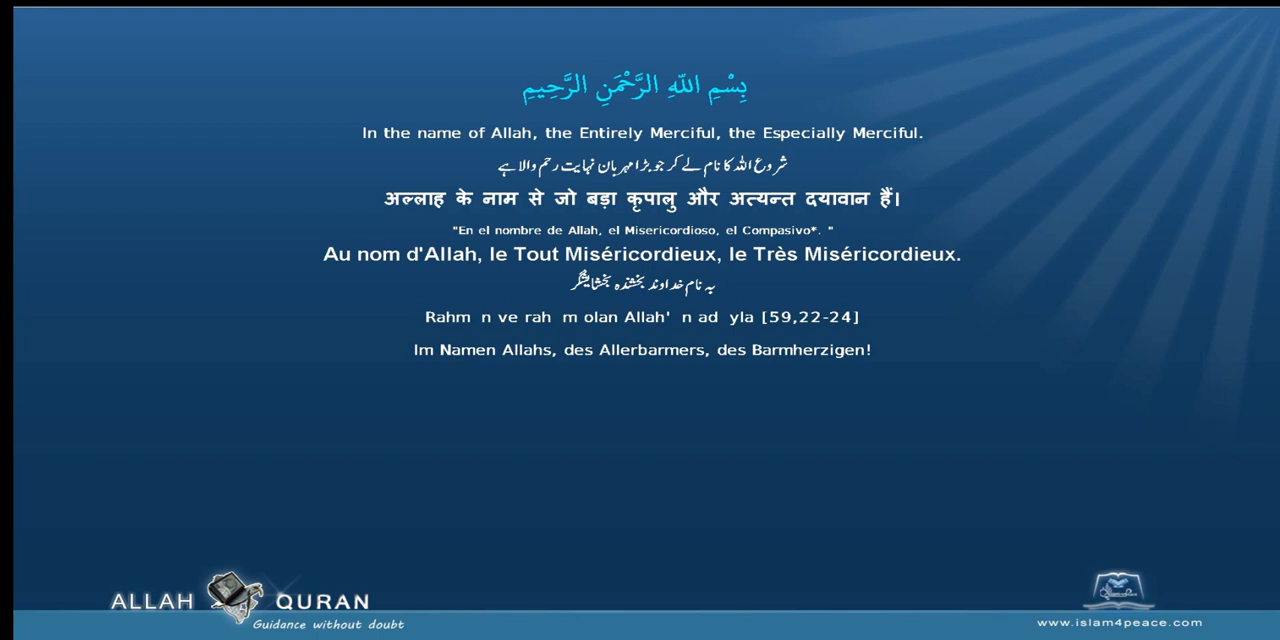 بِسْمِ اللّهِ الرَّحْمَنِ الرَّحِيمِ
In the name of Allah, the Entirely Merciful, the Especially Merciful.
شروع اللہ کا نام لے کر جو بڑا مہربان نہایت رحم والا ہے
अल्लाह के नाम से जो बड़ा कृपालु और अत्यन्त दयावान हैं।
"En el nombre de Allah, el Misericordioso, el Compasivo*. "
Au nom d'Allah, le Tout Miséricordieux, le Très Miséricordieux.
به نام خداوند بخشنده بخشایشگر
Rahm n ve rah m olan Allah' n ad yla [59,22-24]
Im Namen Allahs, des Allerbarmers, des Barmherzigen!
ALLAH QURAN
Guidance without doubt
www.islam4peace.com